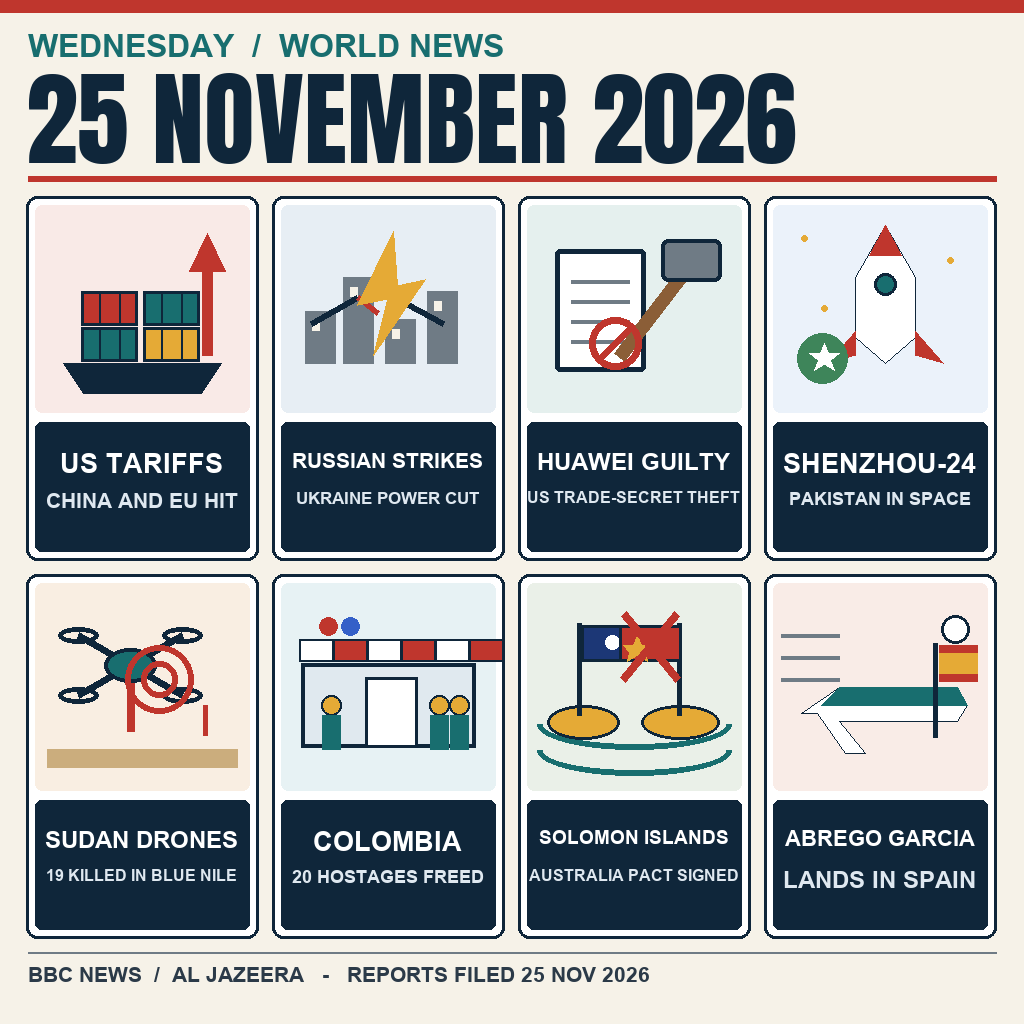 WEDNESDAY / WORLD NEWS
25 NOVEMBER 2026
US TARIFFS
CHINA AND EU HIT
RUSSIAN STRIKES
UKRAINE POWER CUT
HUAWEI GUILTY
US TRADE-SECRET THEFT
SHENZHOU-24
PAKISTAN IN SPACE
SUDAN DRONES
19 KILLED IN BLUE NILE
COLOMBIA
20 HOSTAGES FREED
SOLOMON ISLANDS
AUSTRALIA PACT SIGNED
ABREGO GARCIA
LANDS IN SPAIN
BBC NEWS / AL JAZEERA - REPORTS FILED 25 NOV 2026